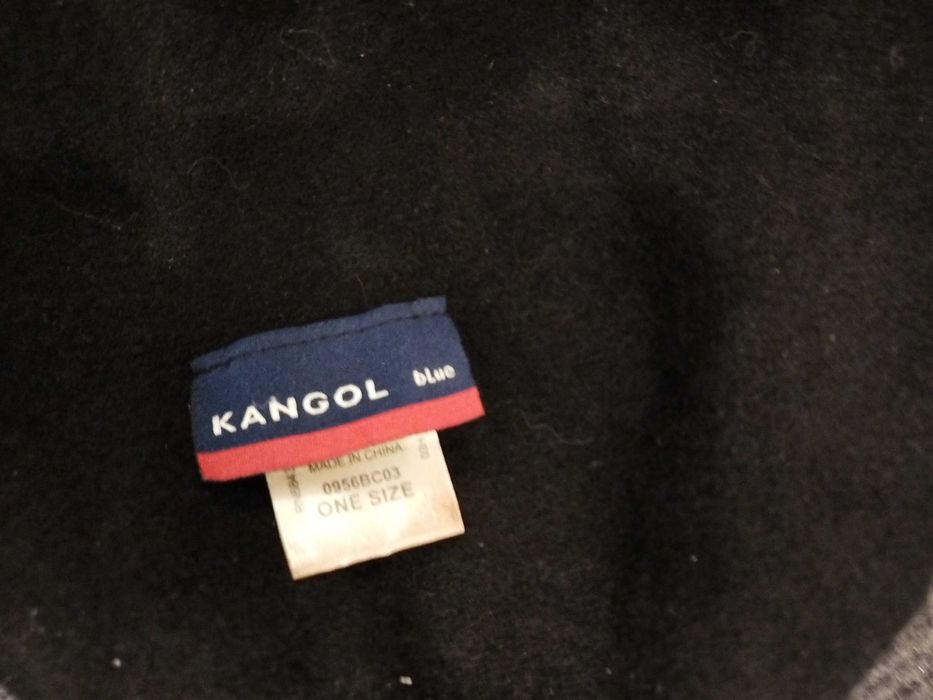 KANGOL bLue
MADE IN CHINA
0956BC03
ONE SIZE